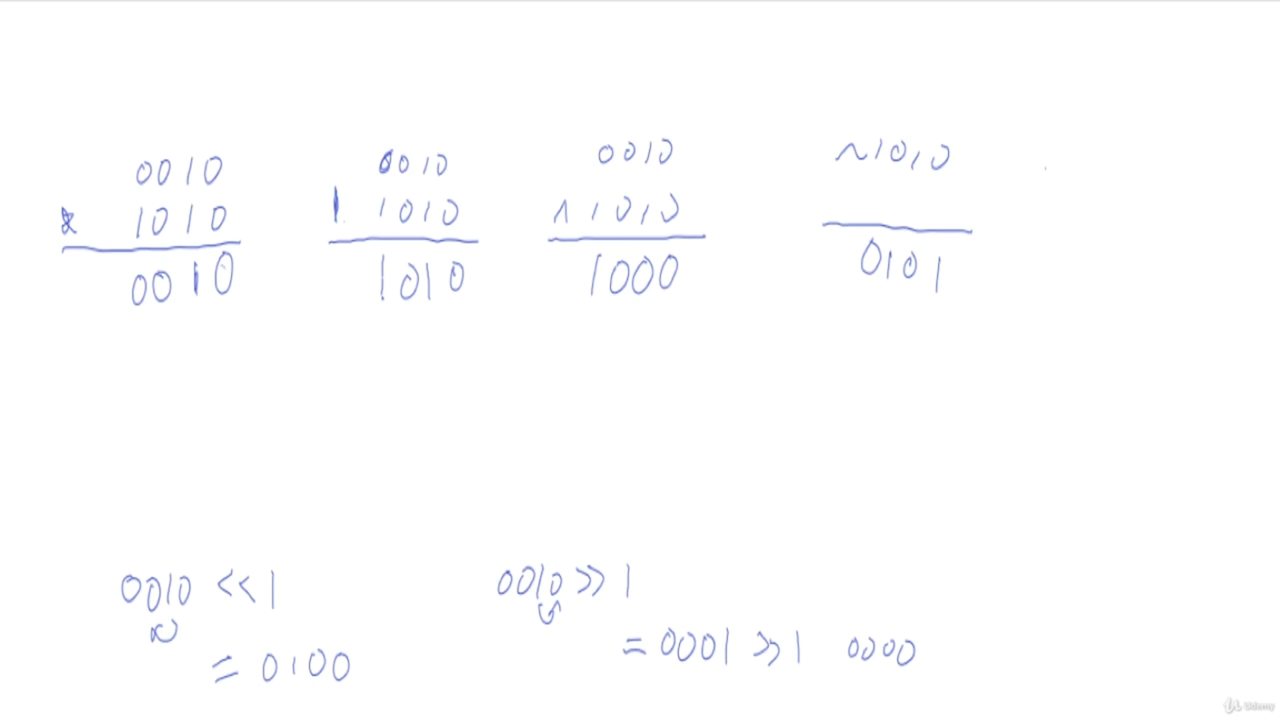 0010 0010 0010 ~1010
& 1010 | 1010 ^ 1010
0010 1010 1000 0101
0010 << 1 0010 >> 1
= 0100 = 0001 >> 1 0000
Udemy